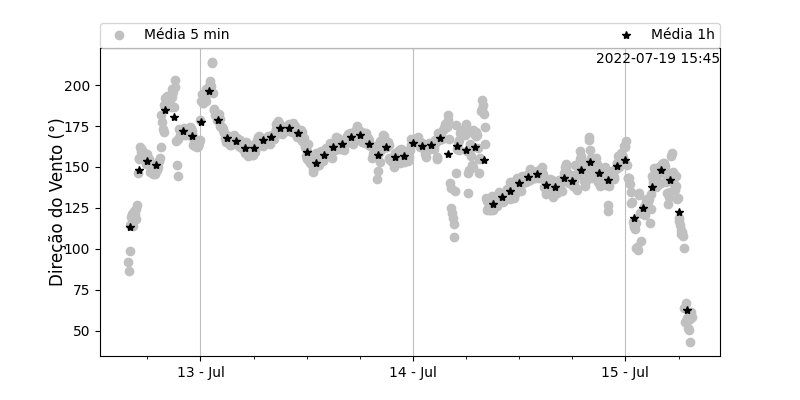 Média 5 min
Média 1h
2022-07-19 15:45
Direção do Vento (°)
200
175
150
125
100
75
50
13 - Jul
14 - Jul
15 - Jul